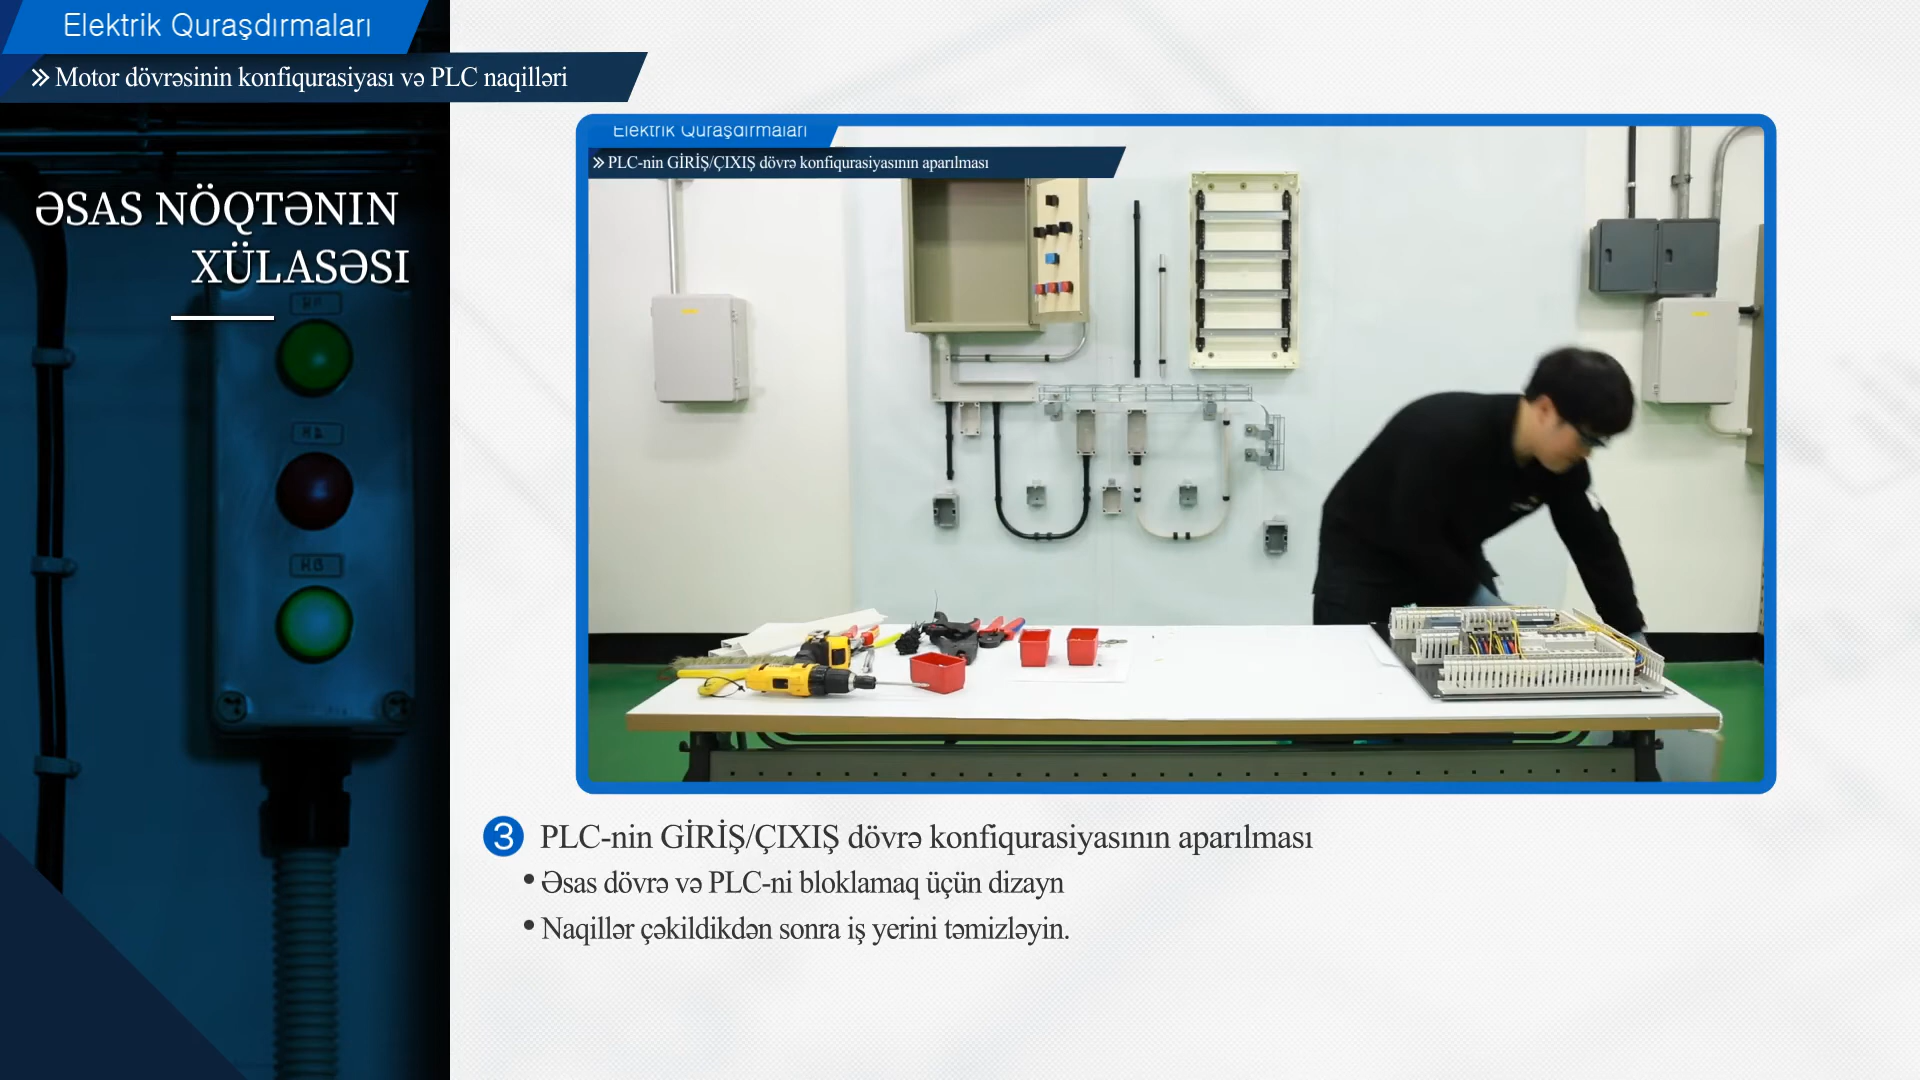 Elektrik Quraşdırmaları
Motor dövrəsinin konfiqurasiyası və PLC naqilləri
ƏSAS NÖQTƏNIN
XÜLASƏSI
Elektrik Quraşdırmaları
PLC-nin GİRİŞ/ÇIXIŞ dövrə konfiqurasiyasının aparılması
3 PLC-nin GİRİŞ/ÇIXIŞ dövrə konfiqurasiyasının aparılması
• Əsas dövrə və PLC-ni bloklamaq üçün dizayn
• Naqillər çəkildikdən sonra iş yerini təmizləyin.